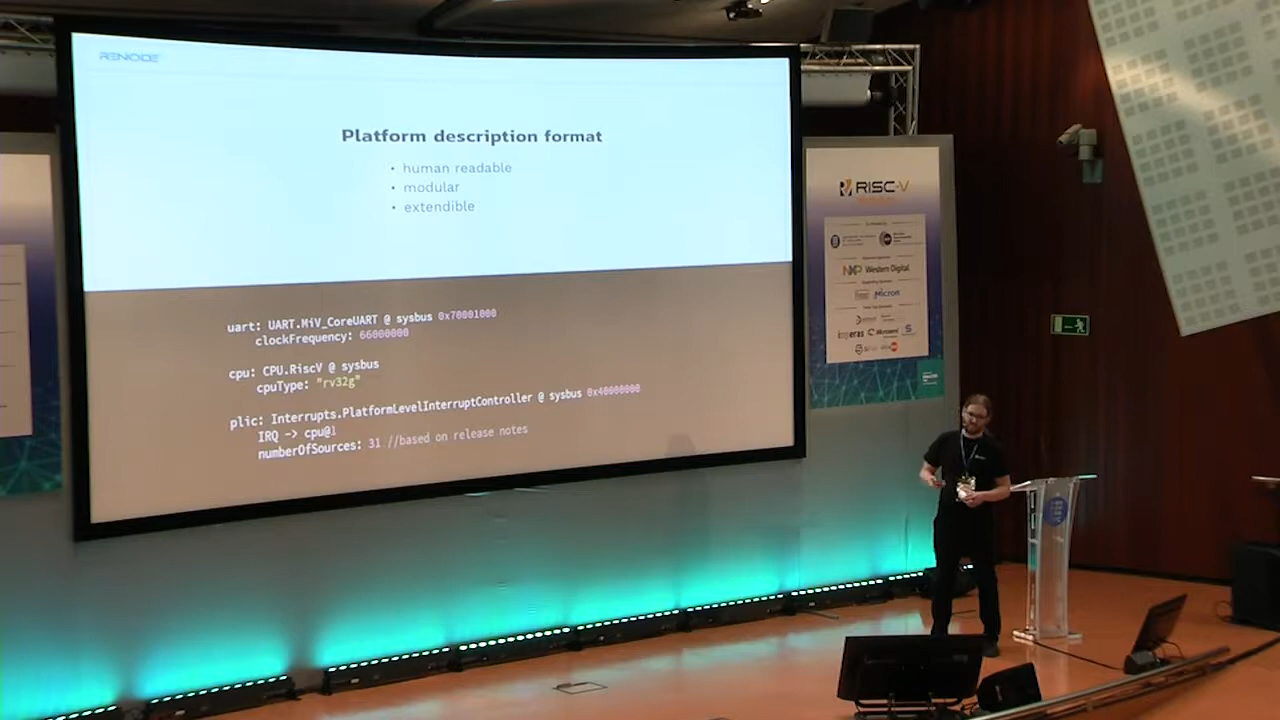 RENODE
Platform description format
• human readable
• modular
• extendible
uart: UART.MiV_CoreUART @ sysbus 0x70001000
clockFrequency: 66000000
cpu: CPU.RiscV @ sysbus
cpuType: "rv32g"
plic: Interrupts.PlatformLevelInterruptController @ sysbus 0x40000000
IRQ -> cpu@1
numberOfSources: 31 //based on release notes
RISC-V
NXP Western Digital
Micron
imperas Microsemi